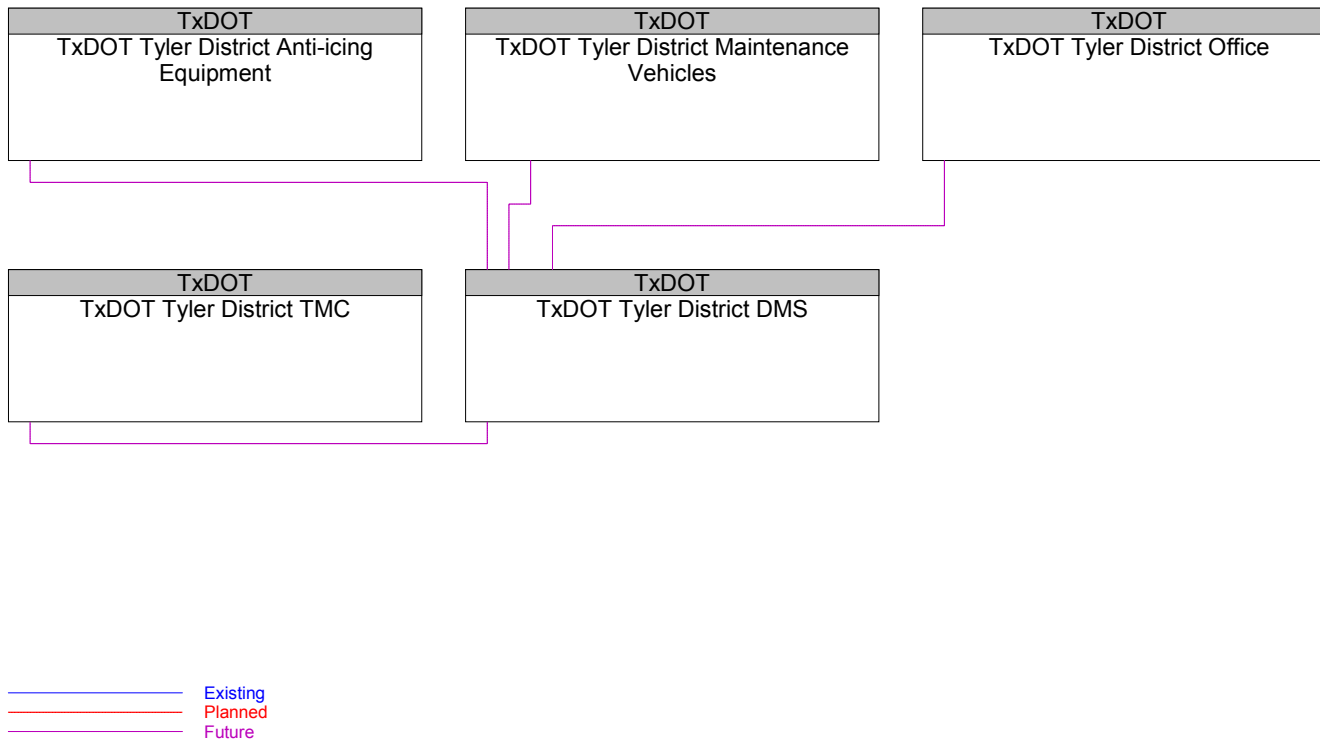 TxDOT
TxDOT Tyler District Anti-icing
Equipment
TxDOT
TxDOT Tyler District Maintenance
Vehicles
TxDOT
TxDOT Tyler District Office
TxDOT
TxDOT Tyler District TMC
TxDOT
TxDOT Tyler District DMS
Existing
Planned
Future